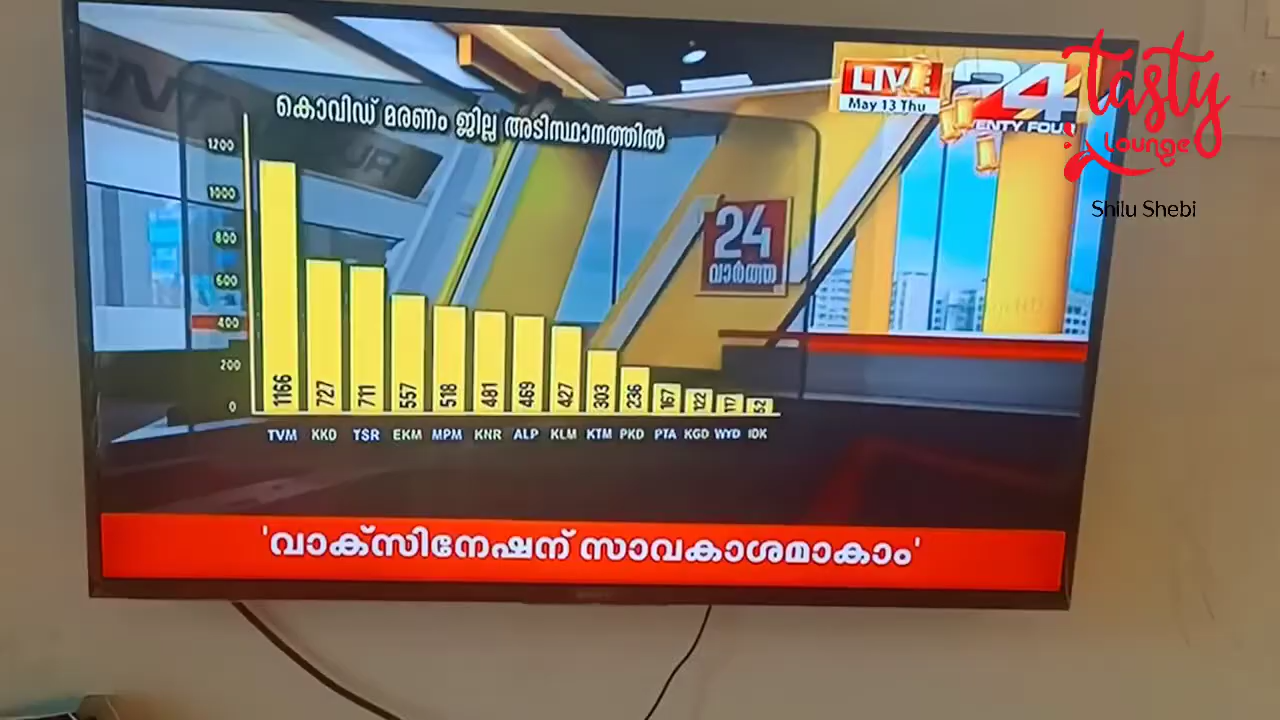 LIVE
May 13 Thu
24
TWENTY FOUR
tasty
Lounge
Shilu Shebi
കൊവിഡ് മരണം ജില്ല അടിസ്ഥാനത്തിൽ
1200
1000
800
600
400
200
0
1166 727 711 557 518 481 469 427 303 236 167 122 117 52
TVM KKD TSR EKM MPM KNR ALP KLM KTM PKD PTA KGD WYD IDK
24
വാർത്ത
'വാക്സിനേഷന് സാവകാശമാകാം'